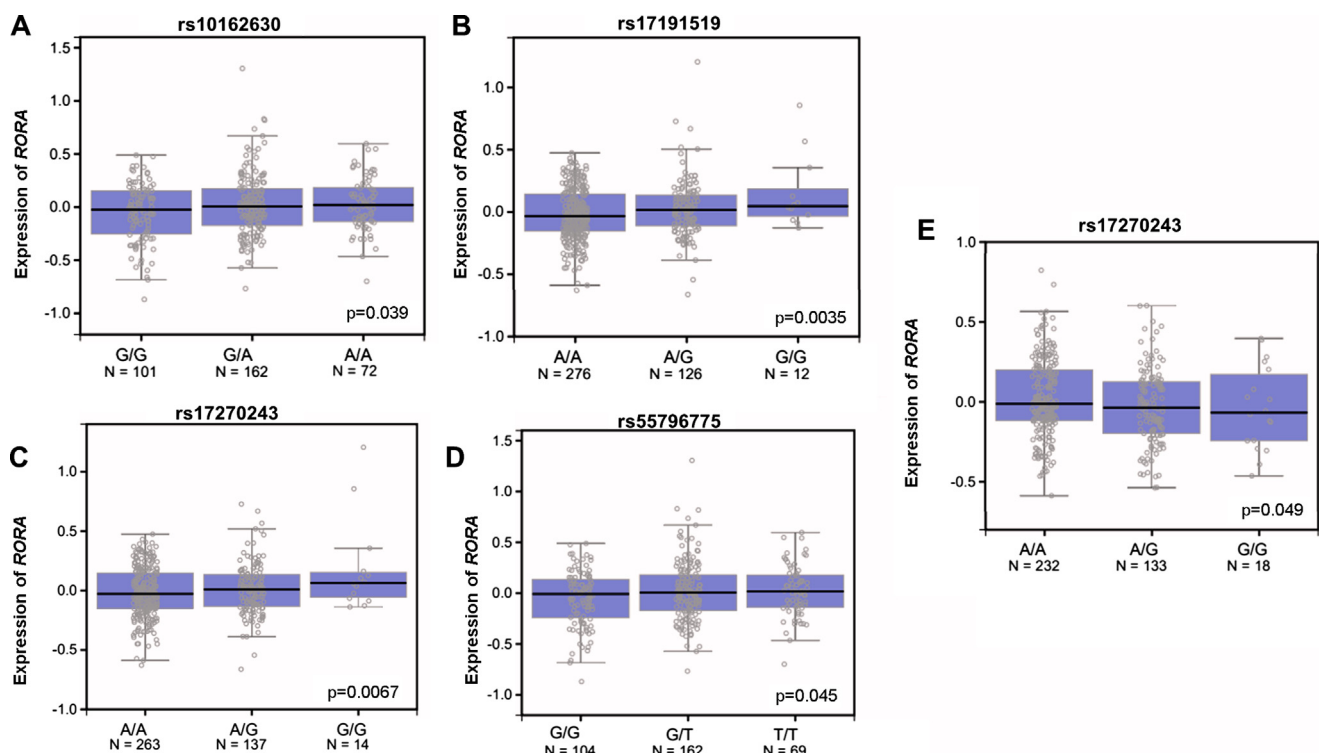 A
rs10162630
Expression of RORA
1.5
1.0
0.5
0.0
-0.5
-1.0
p=0.039
G/G
G/A
A/A
N = 101
N = 162
N = 72
B
rs17191519
Expression of RORA
1.0
0.5
0.0
-0.5
-1.0
p=0.0035
A/A
A/G
G/G
N = 276
N = 126
N = 12
C
rs17270243
Expression of RORA
1.0
0.5
0.0
-0.5
-1.0
p=0.0067
A/A
A/G
G/G
N = 263
N = 137
N = 14
D
rs55796775
Expression of RORA
1.5
1.0
0.5
0.0
-0.5
-1.0
p=0.045
G/G
G/T
T/T
N = 104
N = 162
N = 69
E
rs17270243
Expression of RORA
1.0
0.5
0.0
-0.5
p=0.049
A/A
A/G
G/G
N = 232
N = 133
N = 18